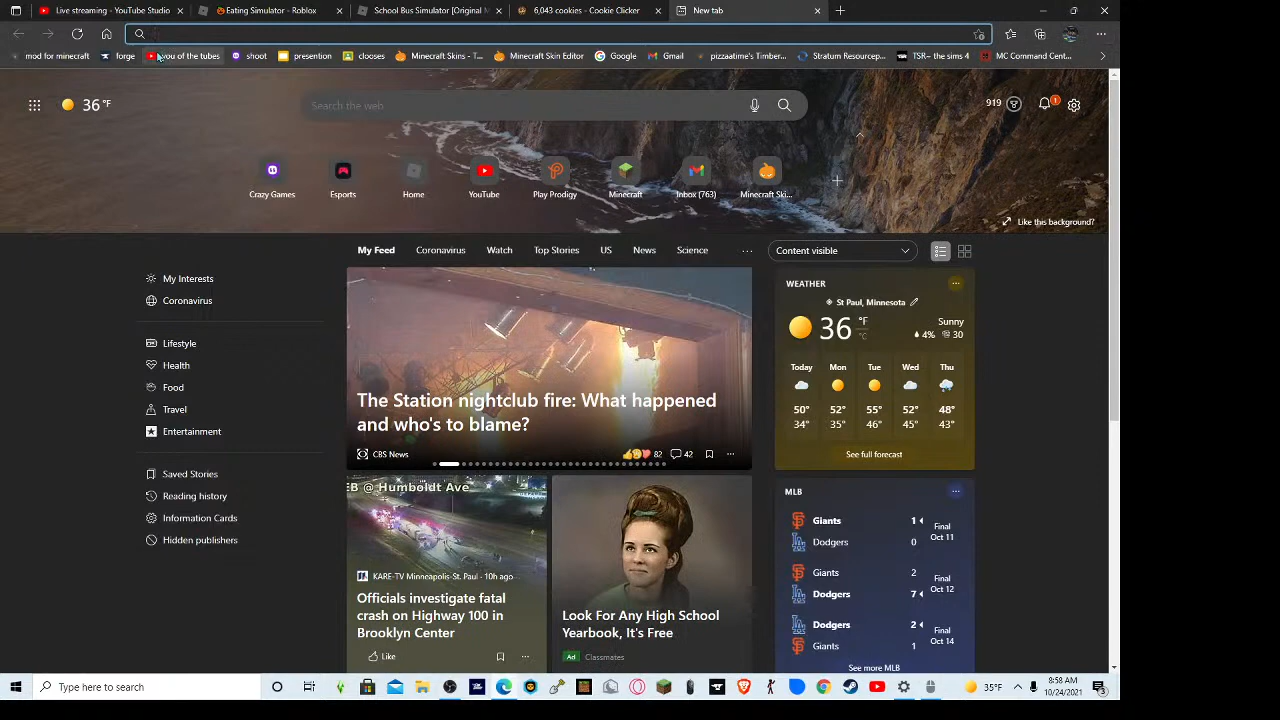 Live streaming - YouTube Studio
Eating Simulator - Roblox
School Bus Simulator [Original M
6,043 cookies - Cookie Clicker
New tab
mod for minecraft
forge
you of the tubes
shoot
presention
clooses
Minecraft Skins - T...
Minecraft Skin Editor
Google
Gmail
pizzaatime's Timber...
Stratum Resourcep...
TSR~ the sims 4
MC Command Cent...
36 °F
Search the web
919
1
Crazy Games
Esports
Home
YouTube
Play Prodigy
Minecraft
Inbox (763)
Minecraft Ski...
Like this background?
My Feed
Coronavirus
Watch
Top Stories
US
News
Science
...
Content visible
My Interests
Coronavirus
Lifestyle
Health
Food
Travel
Entertainment
Saved Stories
Reading history
Information Cards
Hidden publishers
The Station nightclub fire: What happened
and who's to blame?
CBS News
82
42
EB @ Humboldt Ave
KARE-TV Minneapolis-St. Paul · 10h ago
Officials investigate fatal
crash on Highway 100 in
Brooklyn Center
Like
Look For Any High School
Yearbook, It's Free
Ad Classmates
WEATHER
St Paul, Minnesota
36 °F
°C
Sunny
4% 30
Today Mon Tue Wed Thu
50° 52° 55° 52° 48°
34° 35° 46° 45° 43°
See full forecast
MLB
Giants 1
Dodgers 0
Final
Oct 11
Giants 2
Dodgers 7
Final
Oct 12
Dodgers 2
Giants 1
Final
Oct 14
See more MLB
Type here to search
35°F
8:58 AM
10/24/2021
3